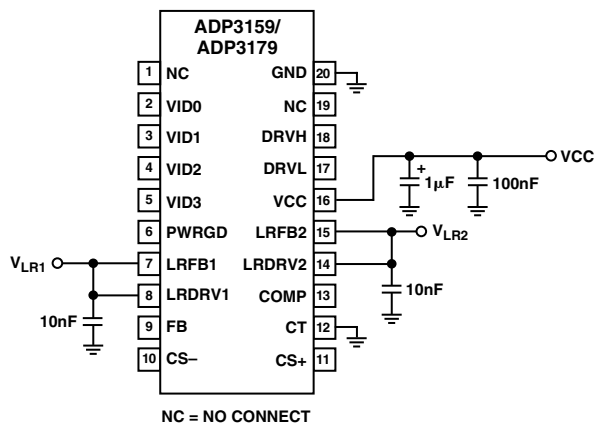 ADP3159/
ADP3179
1 NC GND 20
2 VID0 NC 19
3 VID1 DRVH 18
4 VID2 DRVL 17
5 VID3 VCC 16
6 PWRGD LRFB2 15
7 LRFB1 LRDRV2 14
8 LRDRV1 COMP 13
9 FB CT 12
10 CS– CS+ 11
VCC
+
1μF
100nF
VLR2
10nF
VLR1
10nF
NC = NO CONNECT